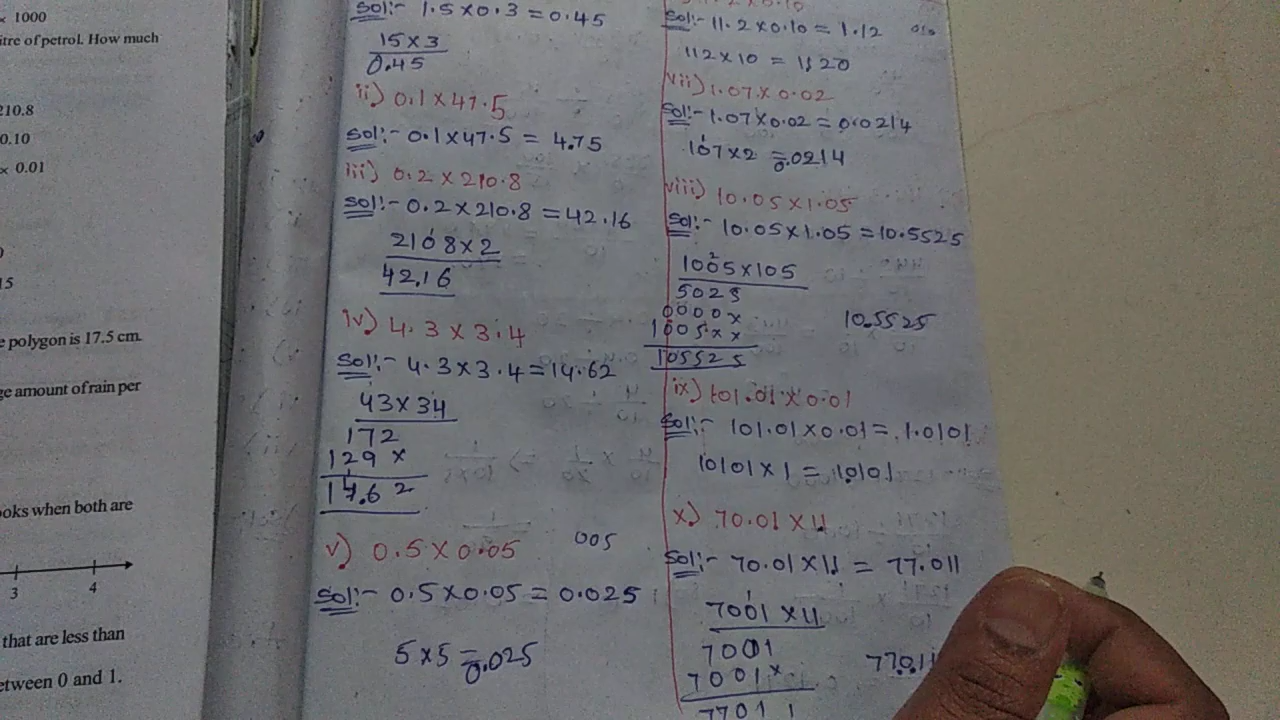 × 1000
itre of petrol. How much
210.8
0.10
× 0.01
15
e polygon is 17.5 cm.
ge amount of rain per
ooks when both are
3 4
that are less than
etween 0 and 1.
Sol:- 1.5×0.3 = 0.45
15×3
0.45
ii) 0.1×47.5
Sol:- 0.1×47.5 = 4.75
iii) 0.2×210.8
Sol:- 0.2×210.8 = 42.16
2108×2
42.16
iv) 4.3×3.4
Sol:- 4.3×3.4 = 14.62
43×34
172
129×
14.62
v) 0.5×0.05 005
Sol:- 0.5×0.05 = 0.025
5×5 = 0.025
Sol:- 11.2×0.10 = 1.12
112×10 = 1120
vii) 1.07×0.02
Sol:- 1.07×0.02 = 0.0214
107×2 = 0.0214
viii) 10.05×1.05
Sol:- 10.05×1.05 = 10.5525
1005×105
5025
0000×
1005××
105525
10.5525
ix) 101.01×0.01
Sol:- 101.01×0.01 = 1.0101
10101×1 = 1.0101
x) 70.01×11
Sol:- 70.01×11 = 77.011
7001×11
7001
7001×
77011